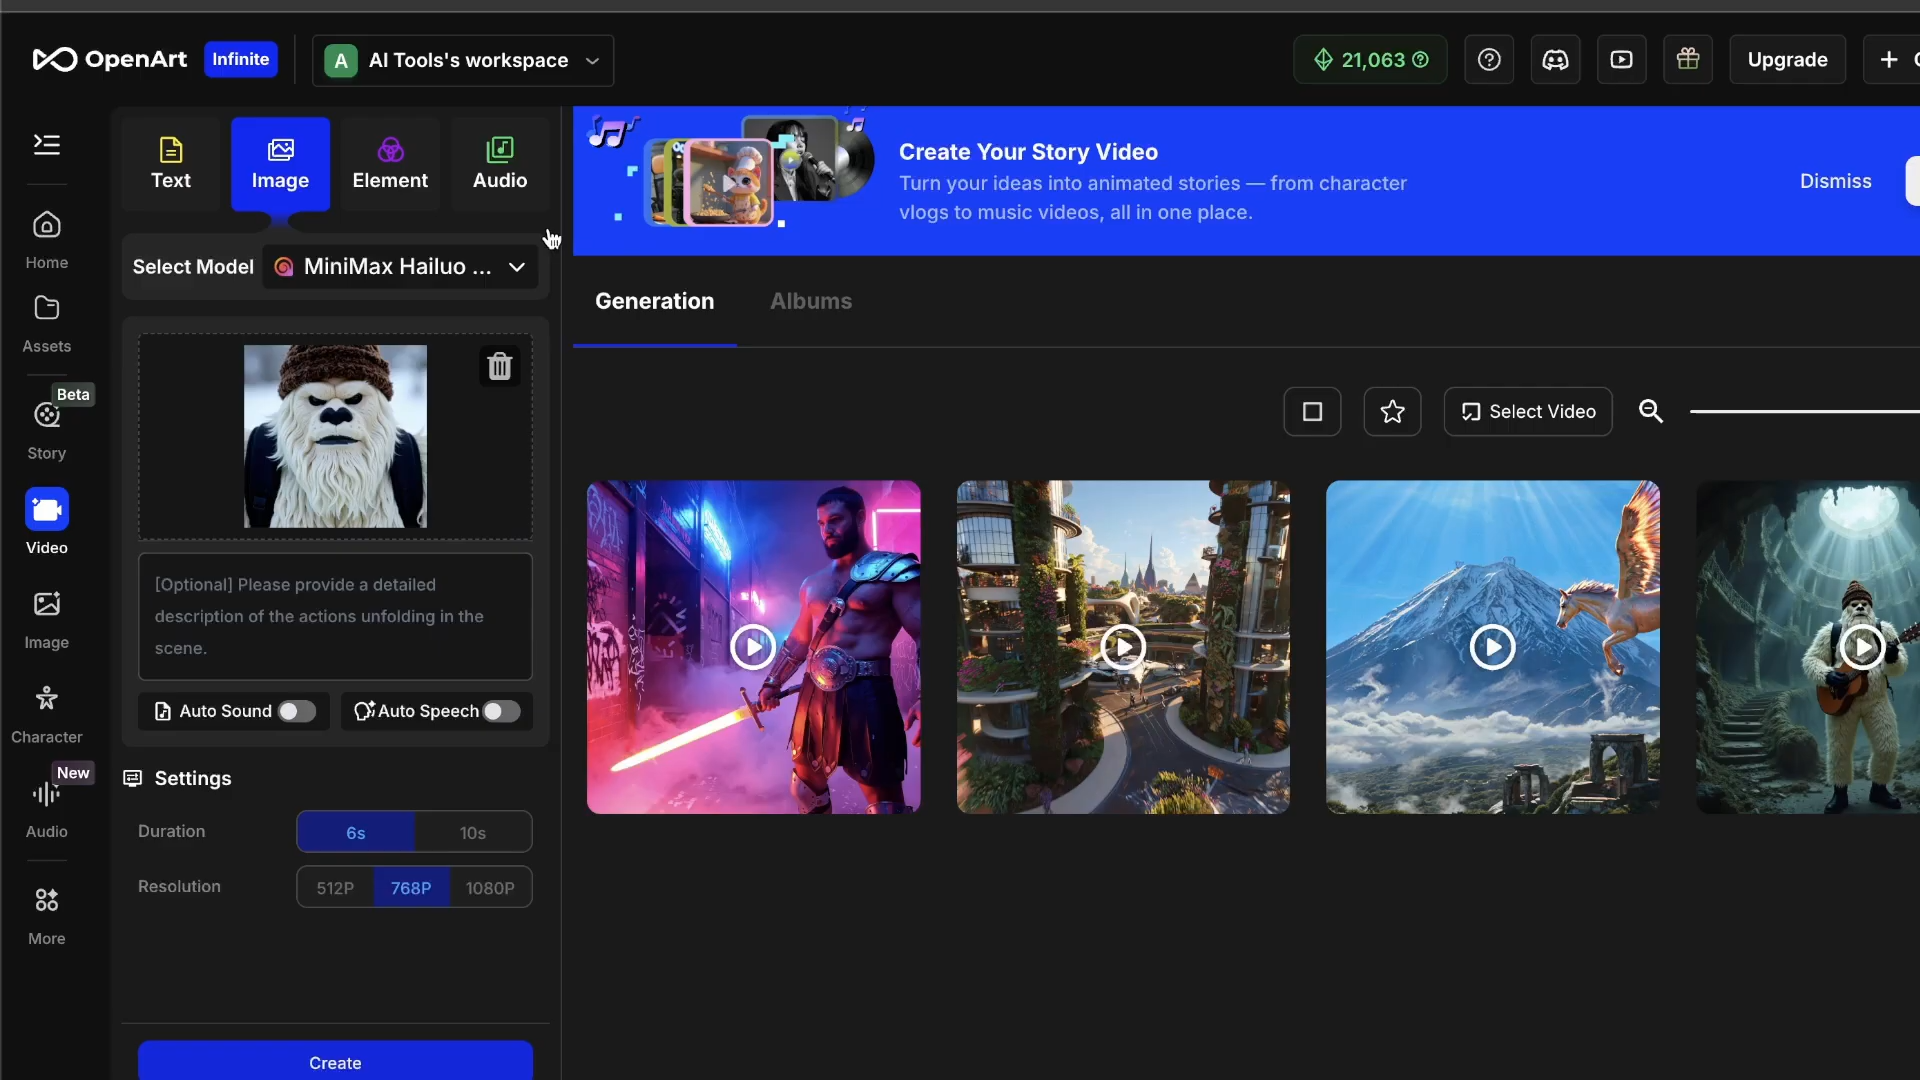 OpenArt
Infinite
A
AI Tools's workspace
21,063
Upgrade
Text
Image
Element
Audio
Create Your Story Video
Turn your ideas into animated stories — from character
vlogs to music videos, all in one place.
Dismiss
Select Model
MiniMax Hailuo ...
Home
Assets
Beta
Story
Video
Image
Character
New
Audio
More
Generation
Albums
Select Video
[Optional] Please provide a detailed
description of the actions unfolding in the
scene.
Auto Sound
Auto Speech
Settings
Duration
6s
10s
Resolution
512P
768P
1080P
Create